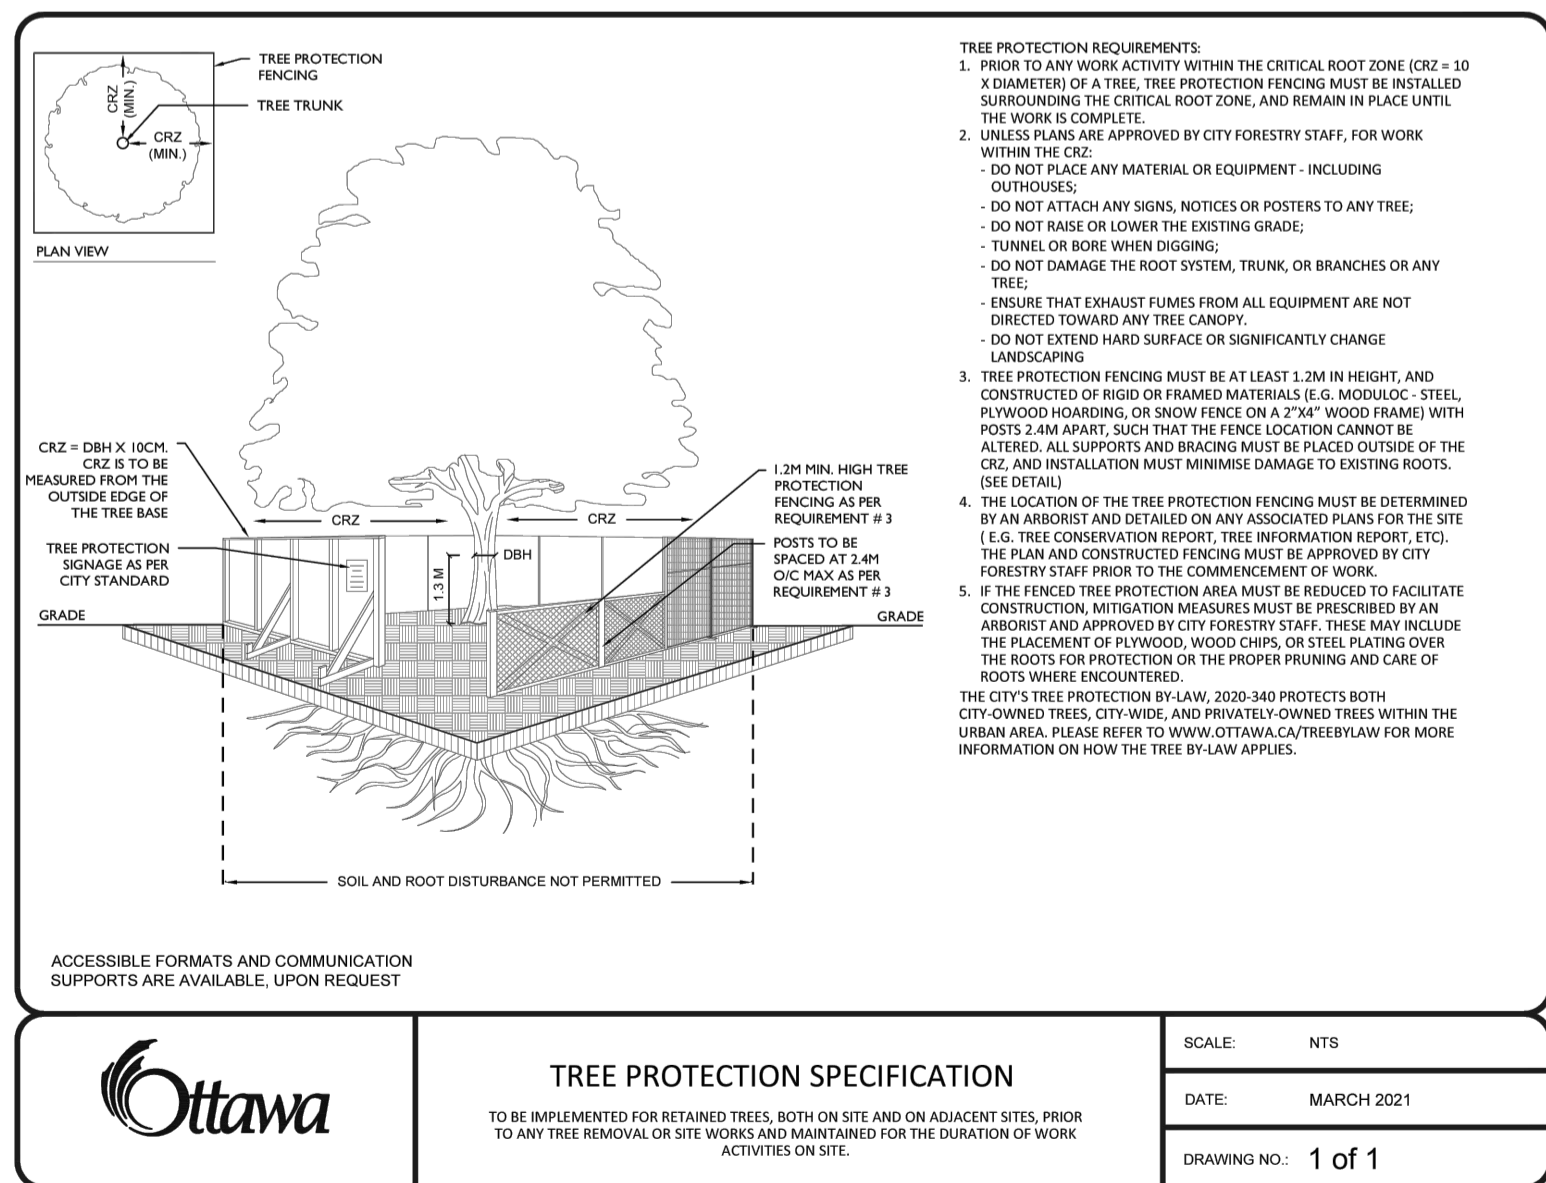 TREE PROTECTION
FENCING
TREE TRUNK
CRZ
(MIN.)
CRZ
(MIN.)
PLAN VIEW
CRZ = DBH X 10CM.
CRZ IS TO BE
MEASURED FROM THE
OUTSIDE EDGE OF
THE TREE BASE
TREE PROTECTION
SIGNAGE AS PER
CITY STANDARD
GRADE
CRZ
CRZ
DBH
1.3 M
1.2M MIN. HIGH TREE
PROTECTION
FENCING AS PER
REQUIREMENT # 3
POSTS TO BE
SPACED AT 2.4M
O/C MAX AS PER
REQUIREMENT # 3
GRADE
SOIL AND ROOT DISTURBANCE NOT PERMITTED
ACCESSIBLE FORMATS AND COMMUNICATION
SUPPORTS ARE AVAILABLE, UPON REQUEST
TREE PROTECTION REQUIREMENTS:
1. PRIOR TO ANY WORK ACTIVITY WITHIN THE CRITICAL ROOT ZONE (CRZ = 10
X DIAMETER) OF A TREE, TREE PROTECTION FENCING MUST BE INSTALLED
SURROUNDING THE CRITICAL ROOT ZONE, AND REMAIN IN PLACE UNTIL
THE WORK IS COMPLETE.
2. UNLESS PLANS ARE APPROVED BY CITY FORESTRY STAFF, FOR WORK
WITHIN THE CRZ:
- DO NOT PLACE ANY MATERIAL OR EQUIPMENT - INCLUDING
OUTHOUSES;
- DO NOT ATTACH ANY SIGNS, NOTICES OR POSTERS TO ANY TREE;
- DO NOT RAISE OR LOWER THE EXISTING GRADE;
- TUNNEL OR BORE WHEN DIGGING;
- DO NOT DAMAGE THE ROOT SYSTEM, TRUNK, OR BRANCHES OR ANY
TREE;
- ENSURE THAT EXHAUST FUMES FROM ALL EQUIPMENT ARE NOT
DIRECTED TOWARD ANY TREE CANOPY.
- DO NOT EXTEND HARD SURFACE OR SIGNIFICANTLY CHANGE
LANDSCAPING
3. TREE PROTECTION FENCING MUST BE AT LEAST 1.2M IN HEIGHT, AND
CONSTRUCTED OF RIGID OR FRAMED MATERIALS (E.G. MODULOC - STEEL,
PLYWOOD HOARDING, OR SNOW FENCE ON A 2”X4” WOOD FRAME) WITH
POSTS 2.4M APART, SUCH THAT THE FENCE LOCATION CANNOT BE
ALTERED. ALL SUPPORTS AND BRACING MUST BE PLACED OUTSIDE OF THE
CRZ, AND INSTALLATION MUST MINIMISE DAMAGE TO EXISTING ROOTS.
(SEE DETAIL)
4. THE LOCATION OF THE TREE PROTECTION FENCING MUST BE DETERMINED
BY AN ARBORIST AND DETAILED ON ANY ASSOCIATED PLANS FOR THE SITE
( E.G. TREE CONSERVATION REPORT, TREE INFORMATION REPORT, ETC).
THE PLAN AND CONSTRUCTED FENCING MUST BE APPROVED BY CITY
FORESTRY STAFF PRIOR TO THE COMMENCEMENT OF WORK.
5. IF THE FENCED TREE PROTECTION AREA MUST BE REDUCED TO FACILITATE
CONSTRUCTION, MITIGATION MEASURES MUST BE PRESCRIBED BY AN
ARBORIST AND APPROVED BY CITY FORESTRY STAFF. THESE MAY INCLUDE
THE PLACEMENT OF PLYWOOD, WOOD CHIPS, OR STEEL PLATING OVER
THE ROOTS FOR PROTECTION OR THE PROPER PRUNING AND CARE OF
ROOTS WHERE ENCOUNTERED.
THE CITY'S TREE PROTECTION BY-LAW, 2020-340 PROTECTS BOTH
CITY-OWNED TREES, CITY-WIDE, AND PRIVATELY-OWNED TREES WITHIN THE
URBAN AREA. PLEASE REFER TO WWW.OTTAWA.CA/TREEBYLAW FOR MORE
INFORMATION ON HOW THE TREE BY-LAW APPLIES.
Ottawa
TREE PROTECTION SPECIFICATION
TO BE IMPLEMENTED FOR RETAINED TREES, BOTH ON SITE AND ON ADJACENT SITES, PRIOR
TO ANY TREE REMOVAL OR SITE WORKS AND MAINTAINED FOR THE DURATION OF WORK
ACTIVITIES ON SITE.
SCALE: NTS
DATE: MARCH 2021
DRAWING NO.: 1 of 1